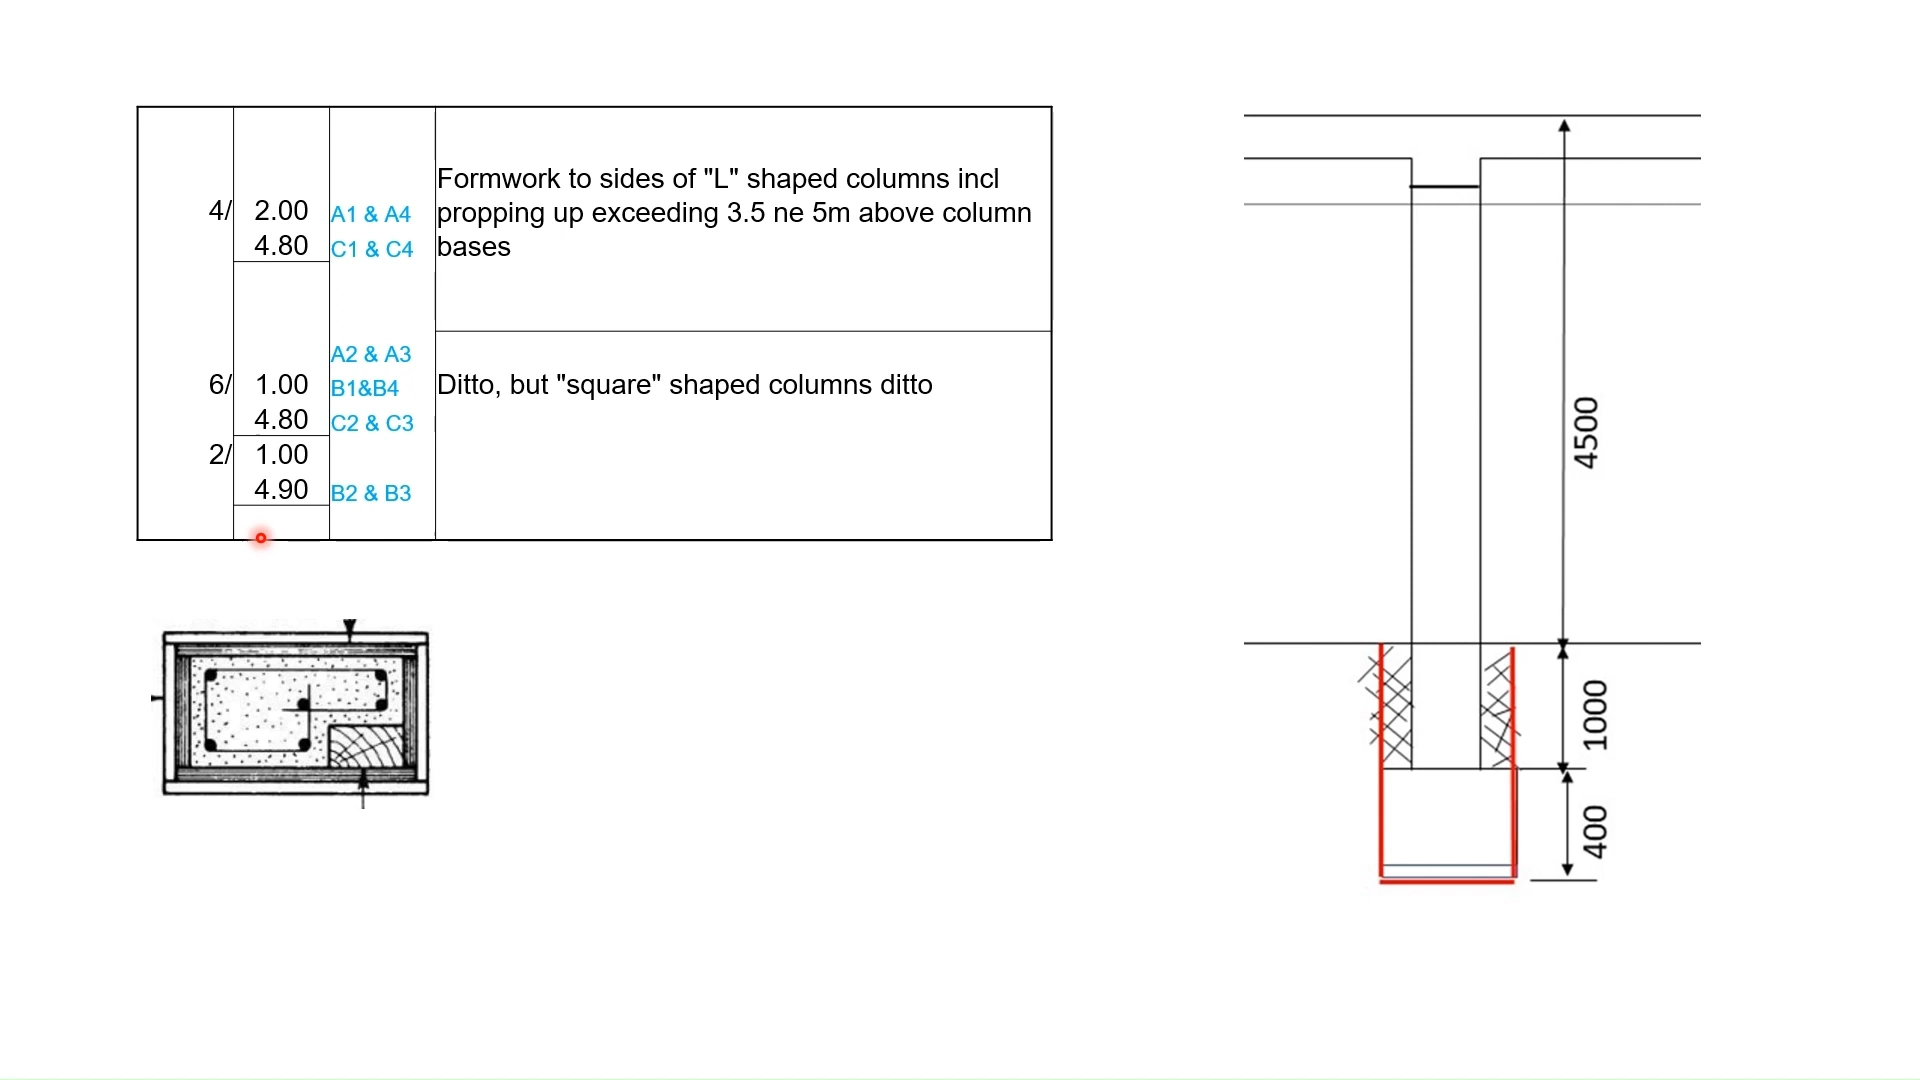 Formwork to sides of "L" shaped columns incl
4/ 2.00 A1 & A4 propping up exceeding 3.5 ne 5m above column
4.80 C1 & C4 bases
A2 & A3
6/ 1.00 B1&B4 Ditto, but "square" shaped columns ditto
4.80 C2 & C3
2/ 1.00
4.90 B2 & B3
4500
1000
400